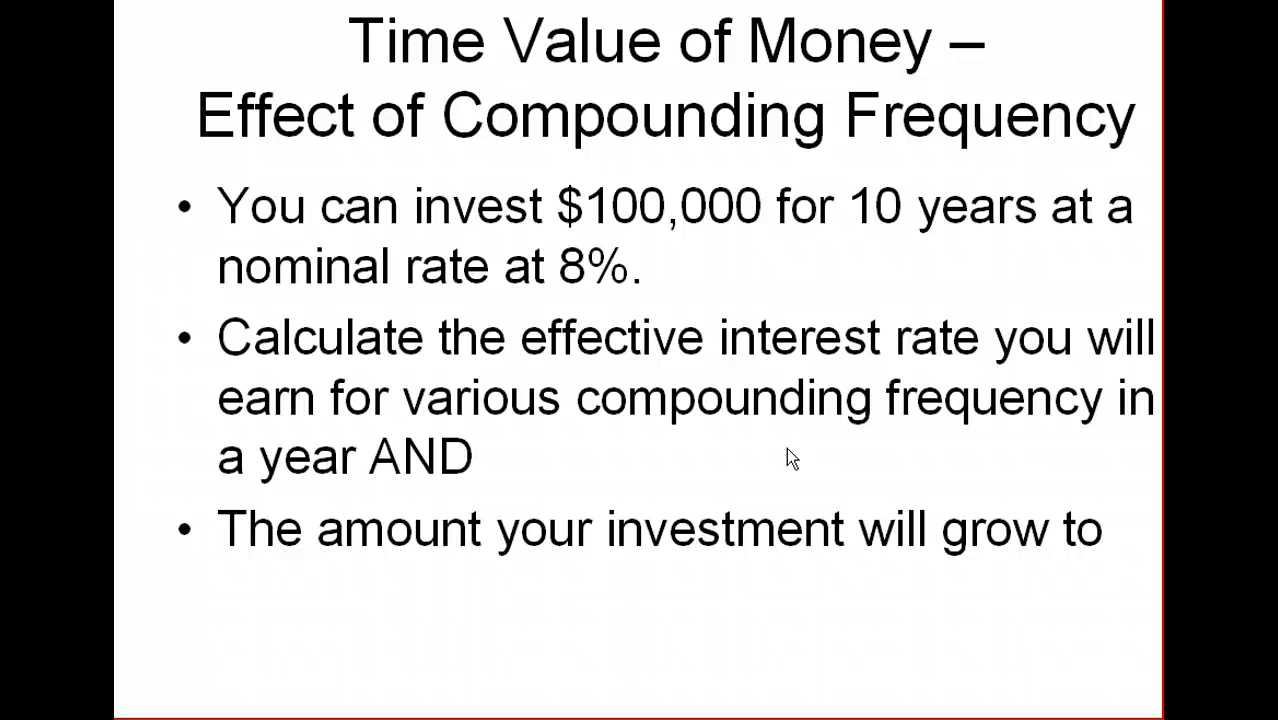 Time Value of Money –
Effect of Compounding Frequency
• You can invest $100,000 for 10 years at a
nominal rate at 8%.
• Calculate the effective interest rate you will
earn for various compounding frequency in
a year AND
• The amount your investment will grow to